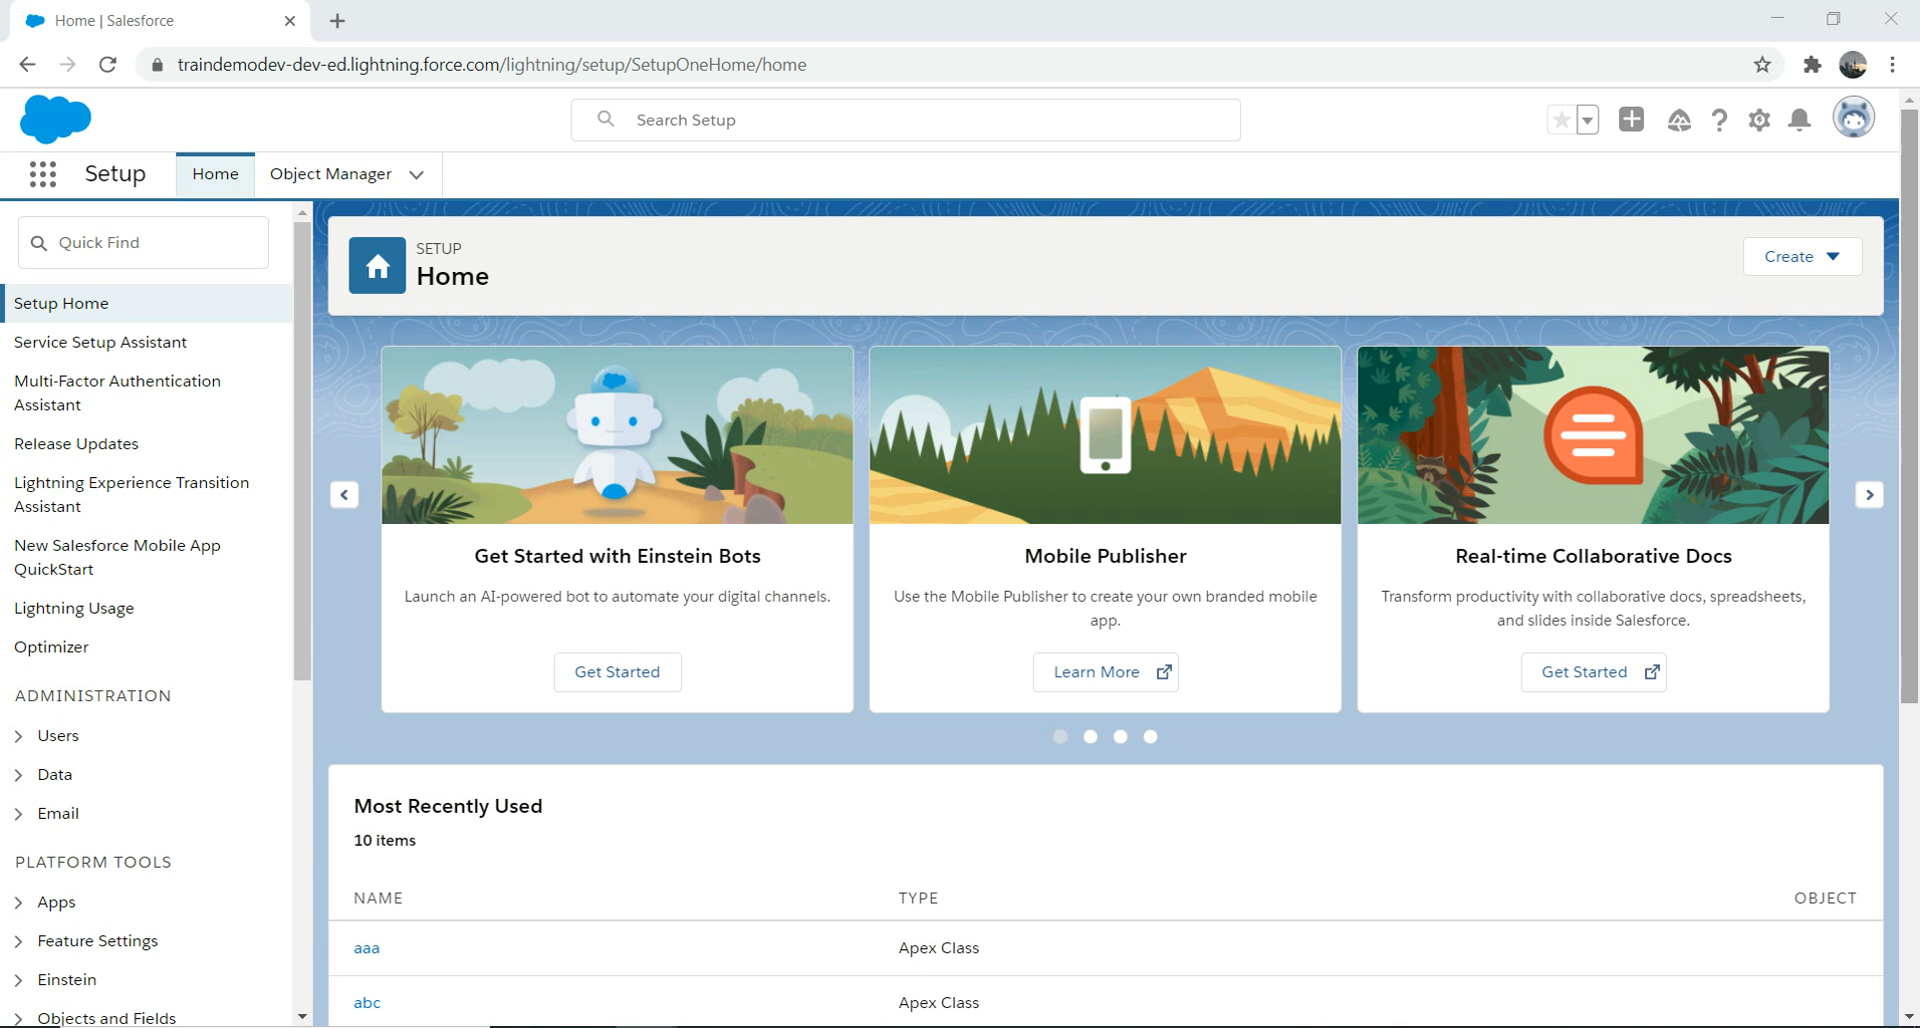 Home | Salesforce
traindemodev-dev-ed.lightning.force.com/lightning/setup/SetupOneHome/home
Search Setup
Setup
Home
Object Manager
Quick Find
Setup Home
Service Setup Assistant
Multi-Factor Authentication
Assistant
Release Updates
Lightning Experience Transition
Assistant
New Salesforce Mobile App
QuickStart
Lightning Usage
Optimizer
ADMINISTRATION
Users
Data
Email
PLATFORM TOOLS
Apps
Feature Settings
Einstein
Objects and Fields
SETUP
Home
Create
Get Started with Einstein Bots
Launch an AI-powered bot to automate your digital channels.
Get Started
Mobile Publisher
Use the Mobile Publisher to create your own branded mobile
app.
Learn More
Real-time Collaborative Docs
Transform productivity with collaborative docs, spreadsheets,
and slides inside Salesforce.
Get Started
Most Recently Used
10 items
NAME TYPE OBJECT
aaa Apex Class
abc Apex Class